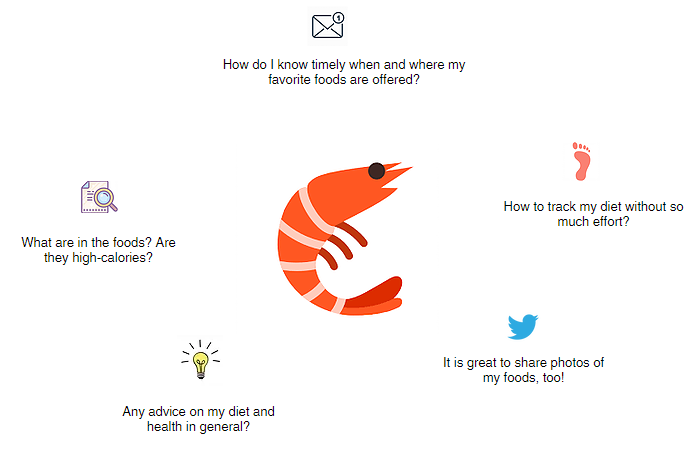 1
How do I know timely when and where my
favorite foods are offered?
How to track my diet without so
much effort?
What are in the foods? Are
they high-calories?
It is great to share photos of
my foods, too!
Any advice on my diet and
health in general?